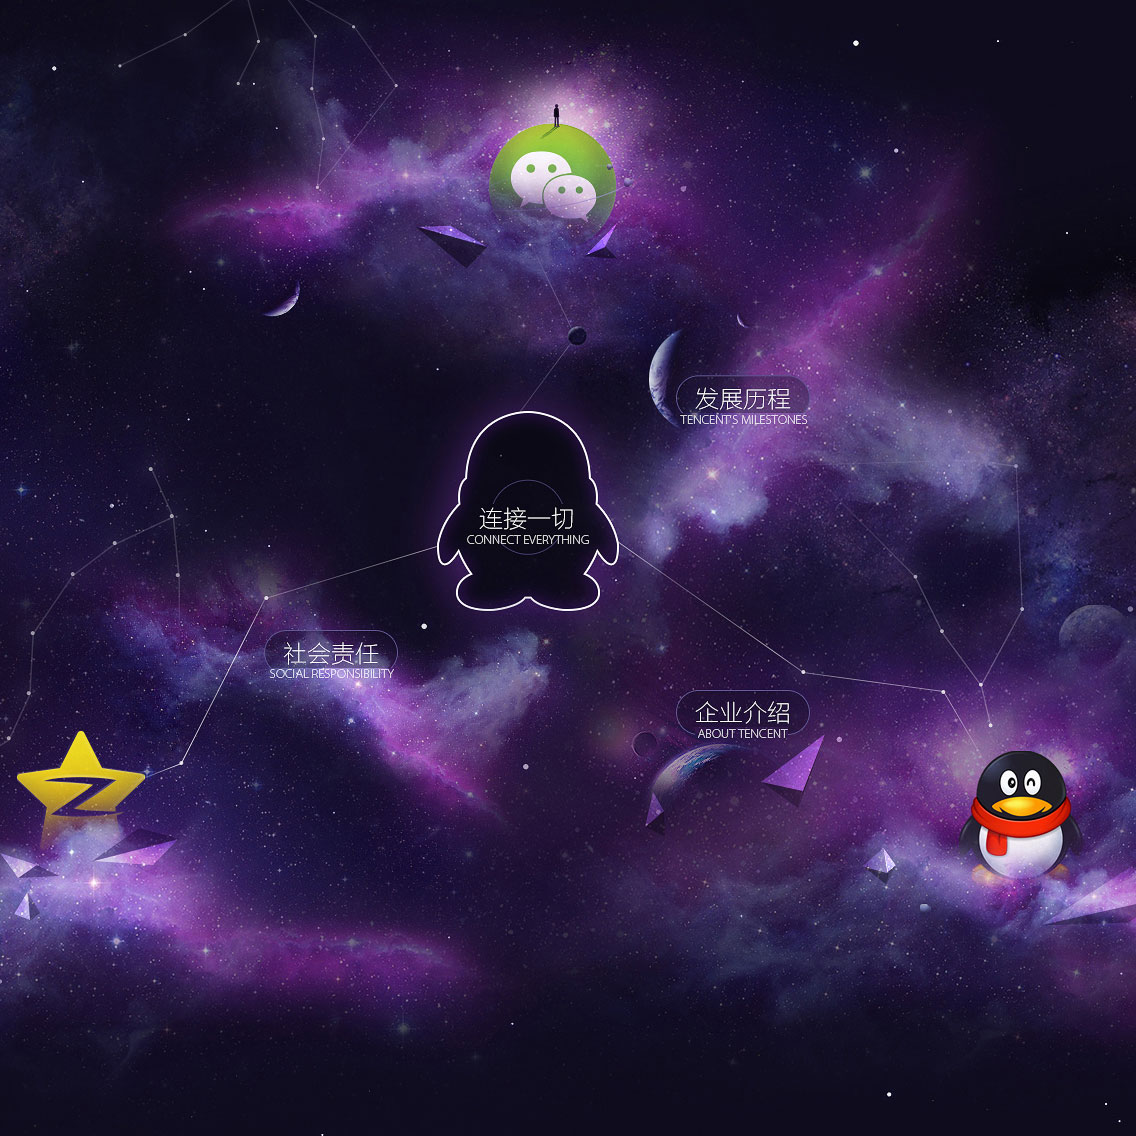 发展历程
TENCENT'S MILESTONES
连接一切
CONNECT EVERYTHING
社会责任
SOCIAL RESPONSIBILITY
企业介绍
ABOUT TENCENT